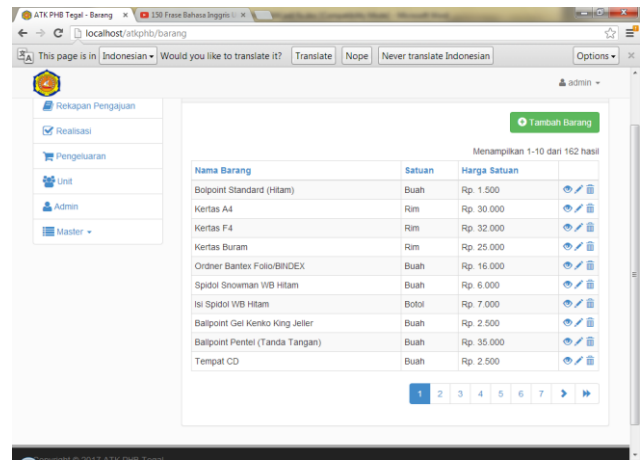 ATK PHB Tegal - Barang
150 Frase Bahasa Inggris U
localhost/atkphb/barang
This page is in Indonesian Would you like to translate it? Translate Nope Never translate Indonesian Options
admin
Rekapan Pengajuan
Realisasi
Pengeluaran
Unit
Admin
Master
Tambah Barang
Menampilkan 1-10 dari 162 hasil
Nama Barang Satuan Harga Satuan
Bolpoint Standard (Hitam) Buah Rp. 1.500
Kertas A4 Rim Rp. 30.000
Kertas F4 Rim Rp. 32.000
Kertas Buram Rim Rp. 25.000
Ordner Bantex Folio/BINDEX Buah Rp. 16.000
Spidol Snowman WB Hitam Buah Rp. 6.000
Isi Spidol WB Hitam Botol Rp. 7.000
Ballpoint Gel Kenko King Jeller Buah Rp. 2.500
Ballpoint Pentel (Tanda Tangan) Buah Rp. 35.000
Tempat CD Buah Rp. 2.500
1 2 3 4 5 6 7
Copyright © 2017 ATK PHB Tegal